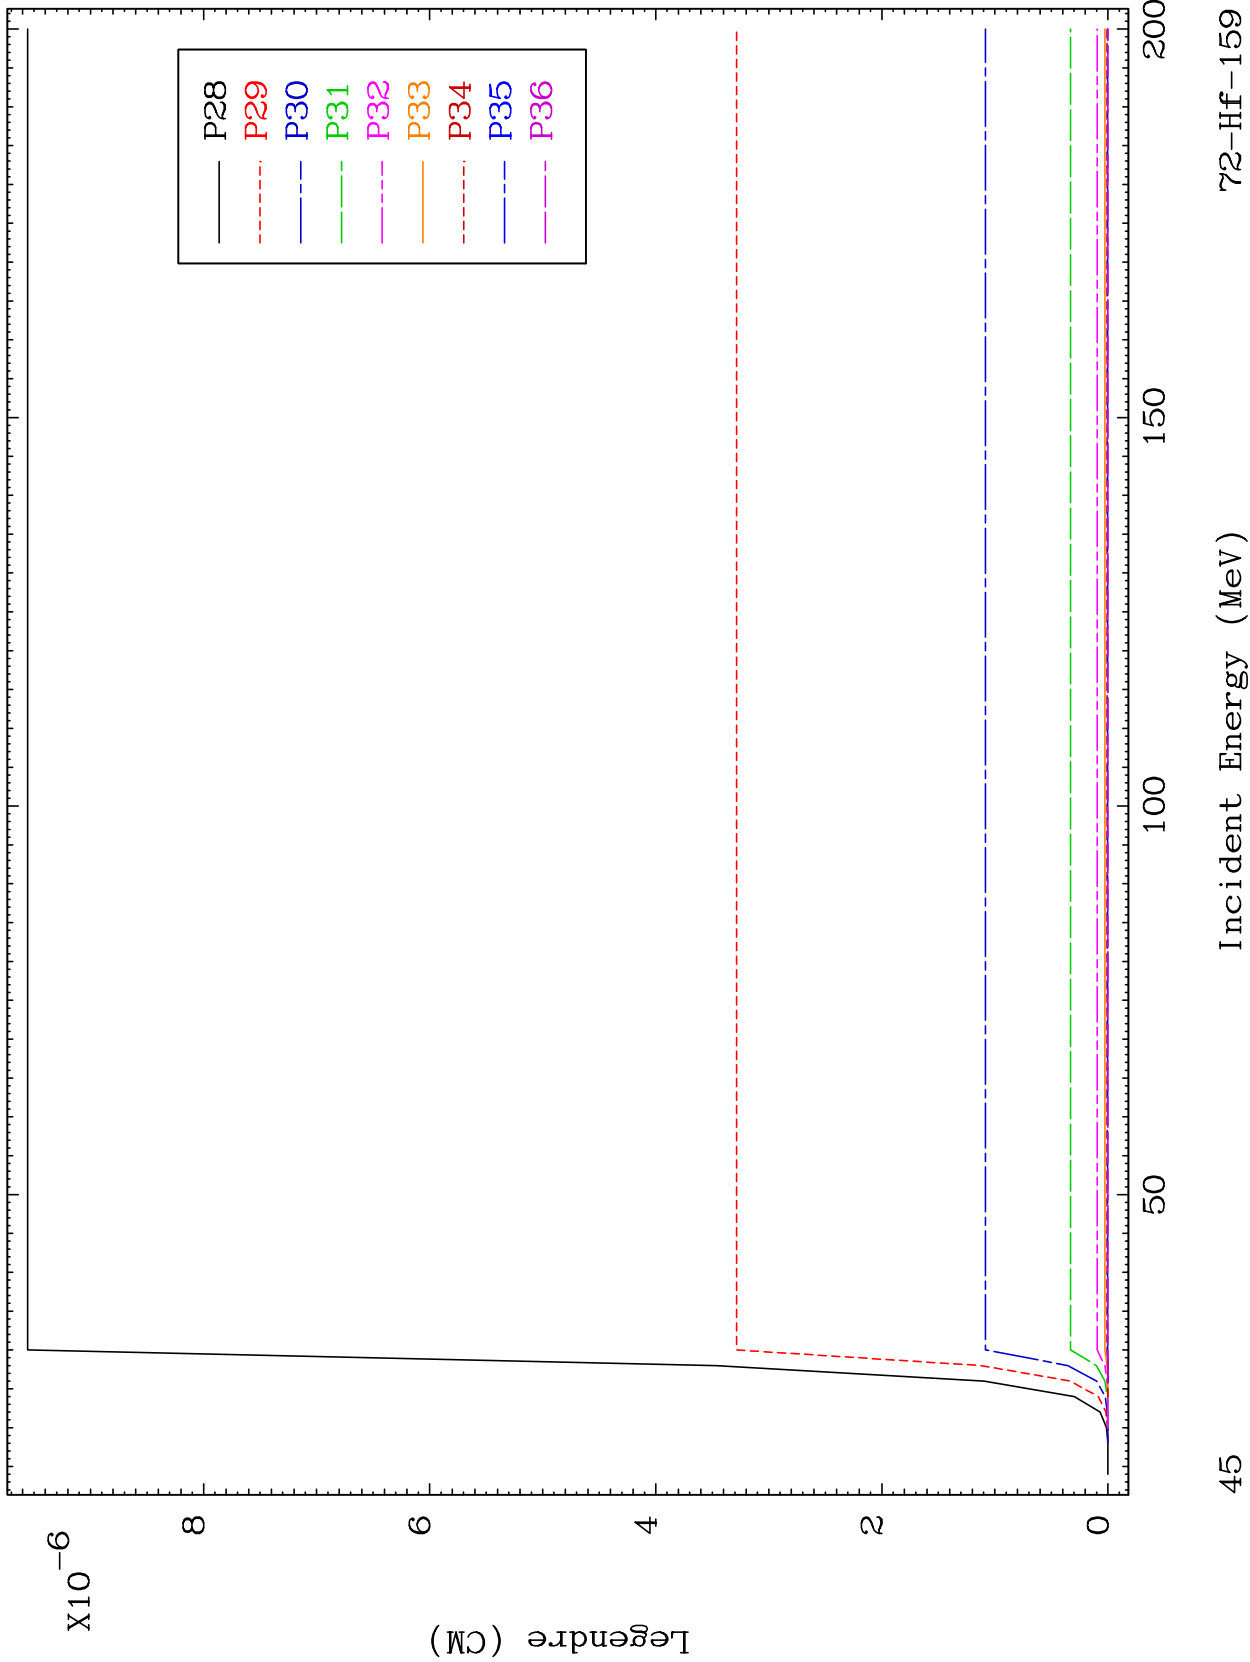 X10-6
8
6
4
2
0
Legendre (CM)
P28
P29
P30
P31
P32
P33
P34
P35
P36
50
100
150
200
45
Incident Energy (MeV)
72-Hf-159